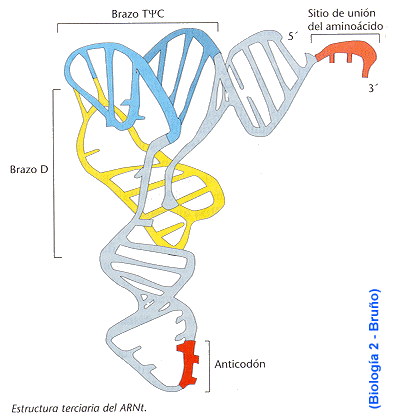 Brazo TΨC
Sitio de unión
del aminoácido
5´
3´
Brazo D
Anticodón
Estructura terciaria del ARNt.
(Biología 2 - Bruño)